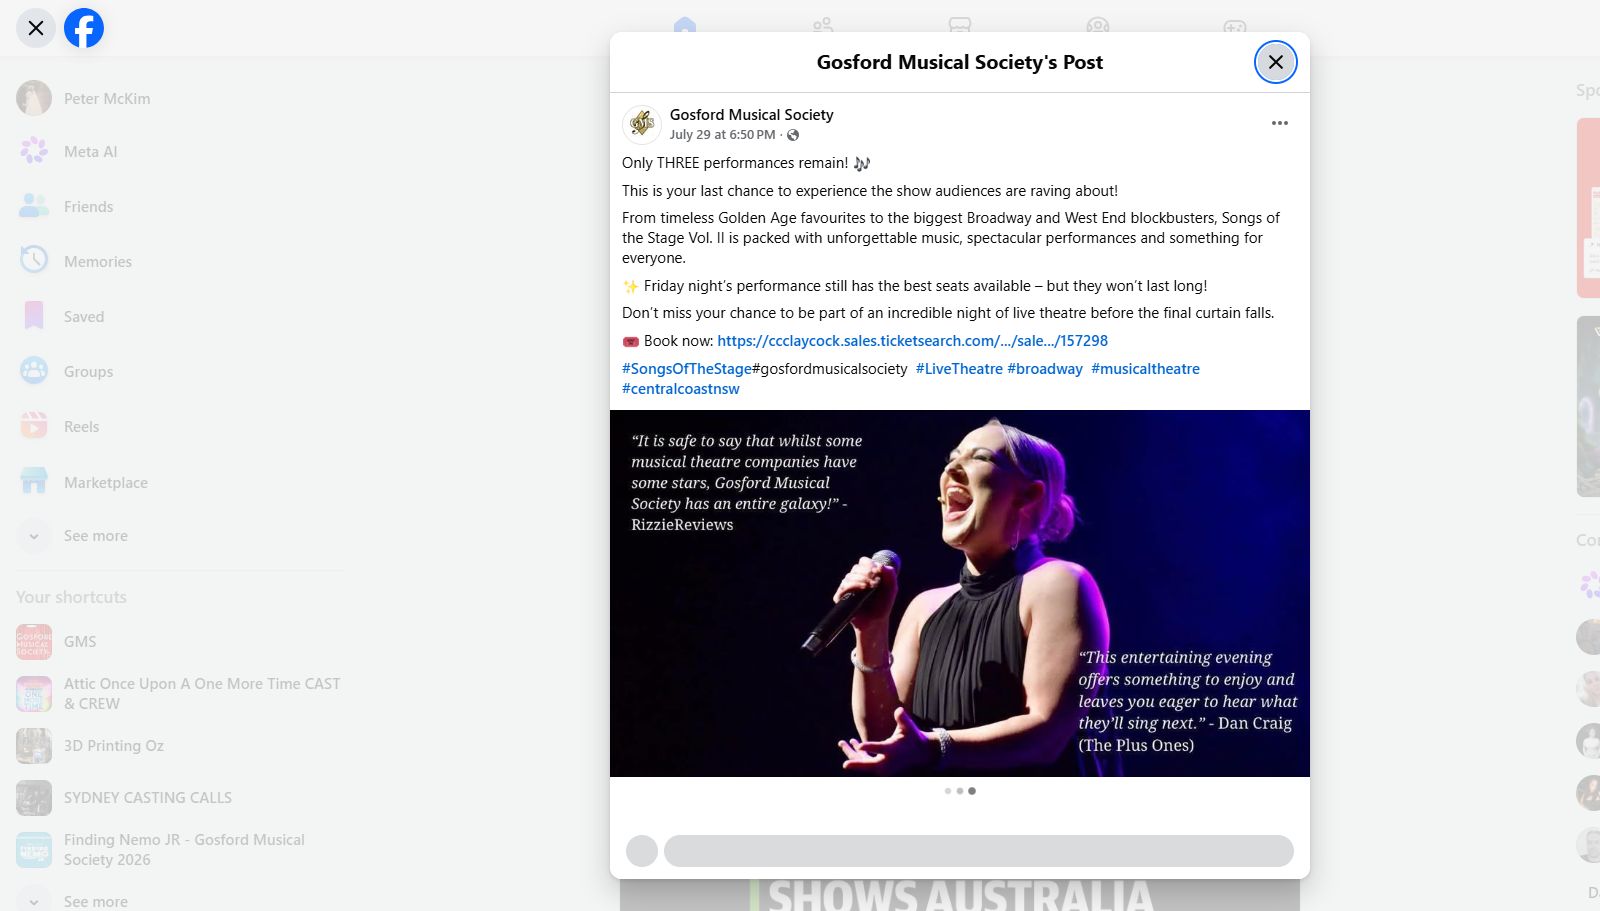 Gosford Musical Society's Post
Peter McKim
Meta AI
Friends
Memories
Saved
Groups
Reels
Marketplace
See more
Your shortcuts
GMS
Attic Once Upon A One More Time CAST
& CREW
3D Printing Oz
SYDNEY CASTING CALLS
Finding Nemo JR - Gosford Musical
Society 2026
See more
Gosford Musical Society
July 29 at 6:50 PM ·
Only THREE performances remain! 🎶
This is your last chance to experience the show audiences are raving about!
From timeless Golden Age favourites to the biggest Broadway and West End blockbusters, Songs of
the Stage Vol. II is packed with unforgettable music, spectacular performances and something for
everyone.
✨ Friday night’s performance still has the best seats available – but they won’t last long!
Don’t miss your chance to be part of an incredible night of live theatre before the final curtain falls.
🎟️ Book now: https://ccclaycock.sales.ticketsearch.com/.../sale.../157298
#SongsOfTheStage#gosfordmusicalsociety #LiveTheatre #broadway #musicaltheatre
#centralcoastnsw
“It is safe to say that whilst some
musical theatre companies have
some stars, Gosford Musical
Society has an entire galaxy!” -
RizzieReviews
“This entertaining evening
offers something to enjoy and
leaves you eager to hear what
they’ll sing next.” - Dan Craig
(The Plus Ones)
SHOWS AUSTRALIA